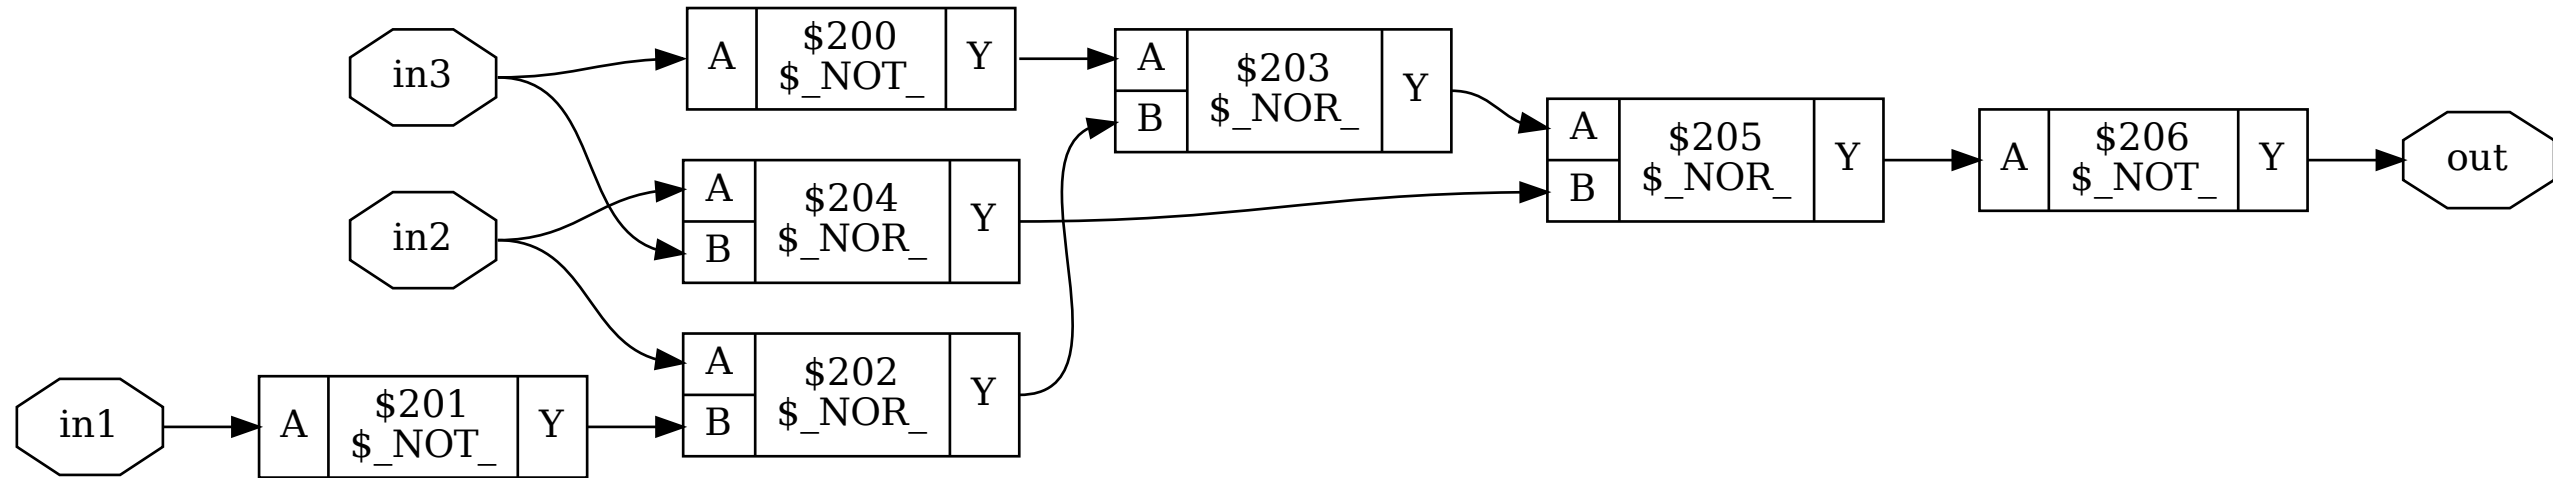 in3
A
$200
$_NOT_
Y
A
B
$203
$_NOR_
Y
in2
A
B
$204
$_NOR_
Y
A
B
$205
$_NOR_
Y
A
$206
$_NOT_
Y
out
in1
A
$201
$_NOT_
Y
A
B
$202
$_NOR_
Y